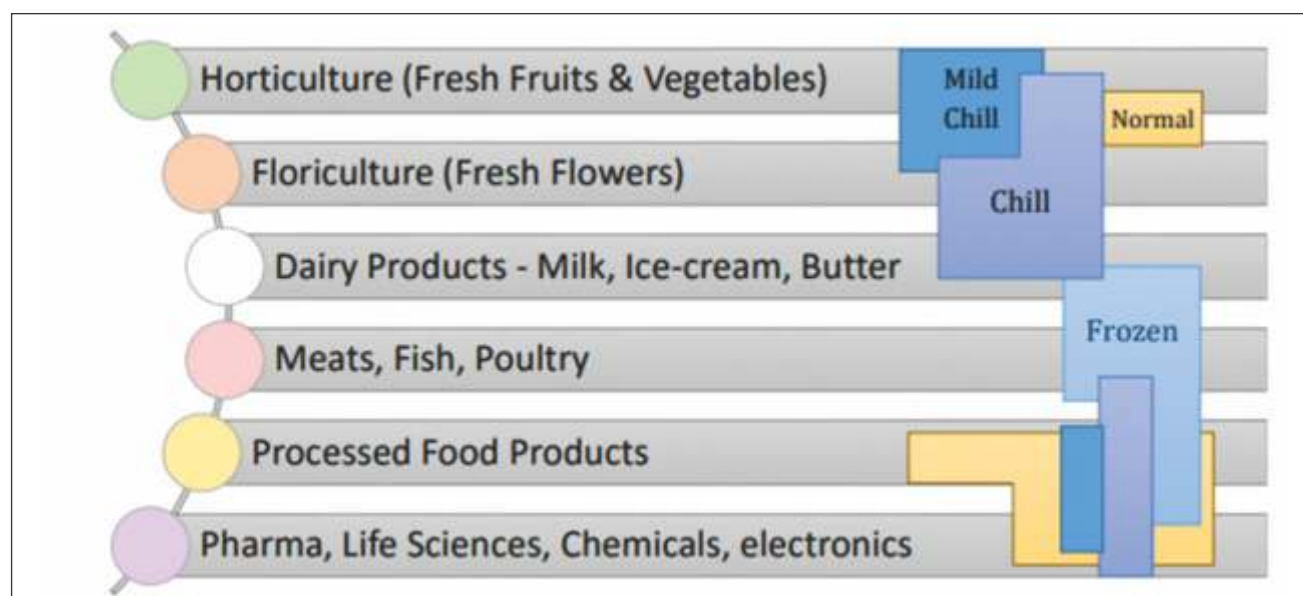 Horticulture (Fresh Fruits & Vegetables)
Mild
Chill
Normal
Floriculture (Fresh Flowers)
Chill
Dairy Products - Milk, Ice-cream, Butter
Frozen
Meats, Fish, Poultry
Processed Food Products
Pharma, Life Sciences, Chemicals, electronics